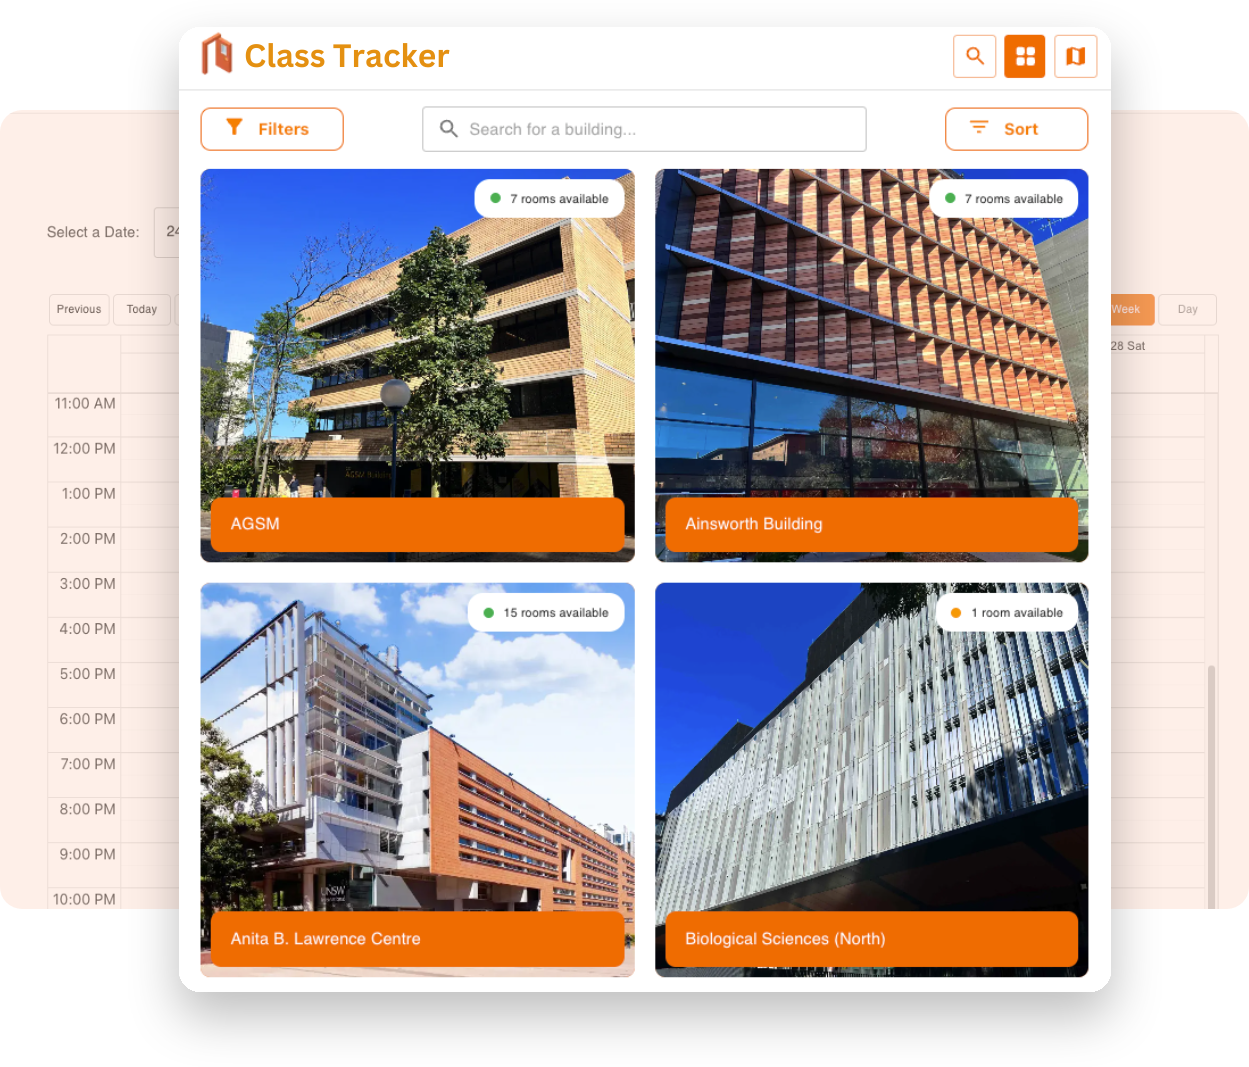 Class Tracker
Filters
Search for a building...
Sort
7 rooms available
7 rooms available
AGSM Building
AGSM
Ainsworth Building
15 rooms available
1 room available
UNSW
Anita B. Lawrence Centre
Biological Sciences (North)
Select a Date:
24
Previous
Today
Week
Day
28 Sat
11:00 AM
12:00 PM
1:00 PM
2:00 PM
3:00 PM
4:00 PM
5:00 PM
6:00 PM
7:00 PM
8:00 PM
9:00 PM
10:00 PM